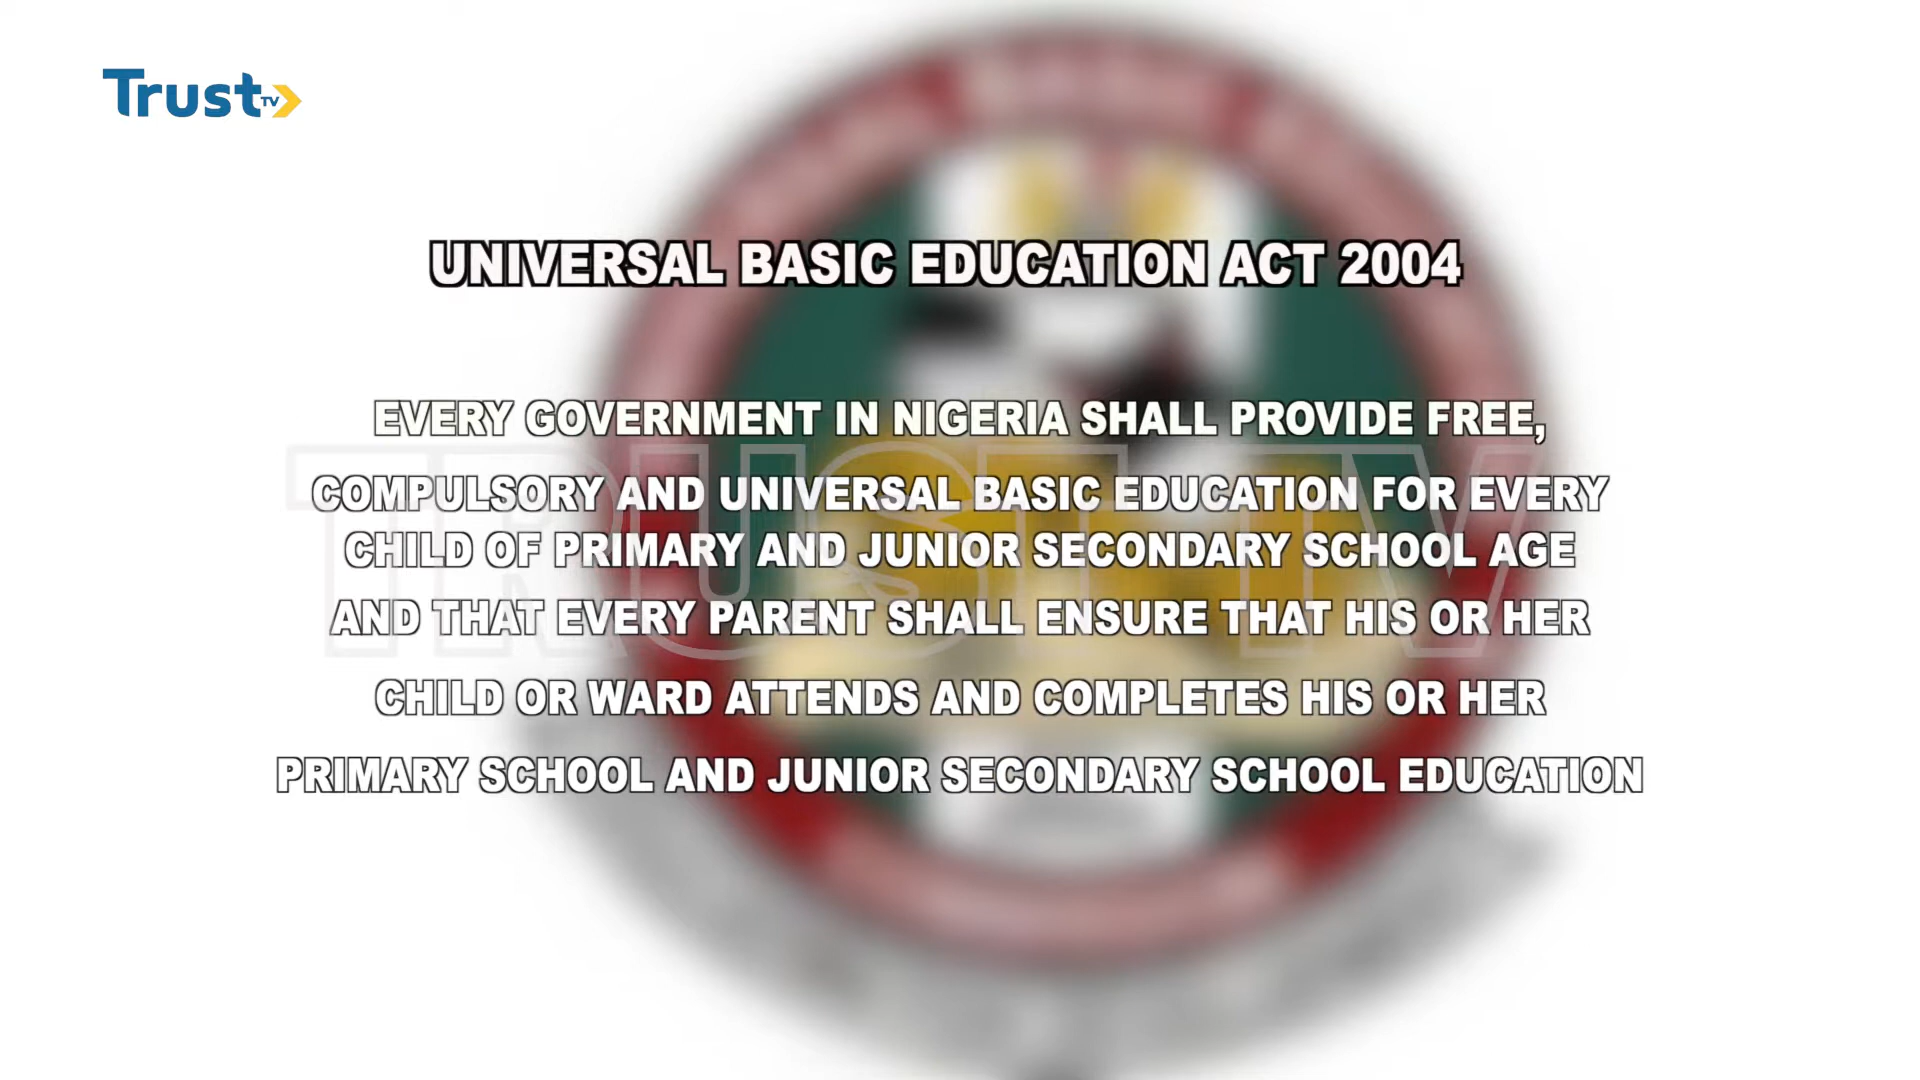 Trust TV
UNIVERSAL BASIC EDUCATION ACT 2004
EVERY GOVERNMENT IN NIGERIA SHALL PROVIDE FREE,
COMPULSORY AND UNIVERSAL BASIC EDUCATION FOR EVERY
CHILD OF PRIMARY AND JUNIOR SECONDARY SCHOOL AGE
TRUST TV
AND THAT EVERY PARENT SHALL ENSURE THAT HIS OR HER
CHILD OR WARD ATTENDS AND COMPLETES HIS OR HER
PRIMARY SCHOOL AND JUNIOR SECONDARY SCHOOL EDUCATION